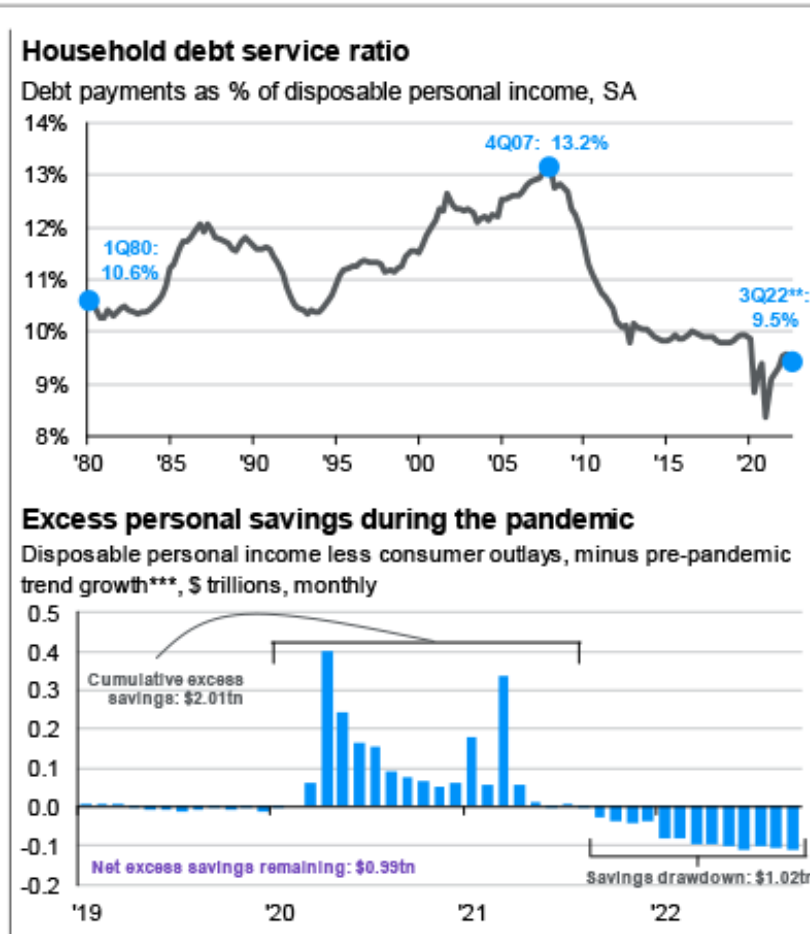 Household debt service ratio
Debt payments as % of disposable personal income, SA
14%
4Q07: 13.2%
13%
12%
1Q80:
10.6%
11%
3Q22**:
9.5%
10%
9%
8%
'80 '85 '90 '95 '00 '05 '10 '15 '20
Excess personal savings during the pandemic
Disposable personal income less consumer outlays, minus pre-pandemic
trend growth***, $ trillions, monthly
0.5
0.4
Cumulative excess
savings: $2.01tn
0.3
0.2
0.1
0.0
-0.1
Net excess savings remaining: $0.99tn
Savings drawdown: $1.02tn
-0.2
'19 '20 '21 '22